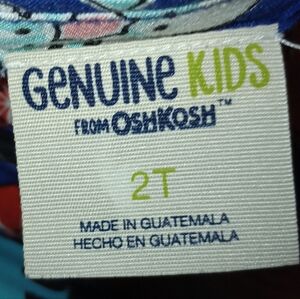 GENUINE KIDS
FROM OSHKOSH™
2T
MADE IN GUATEMALA
HECHO EN GUATEMALA